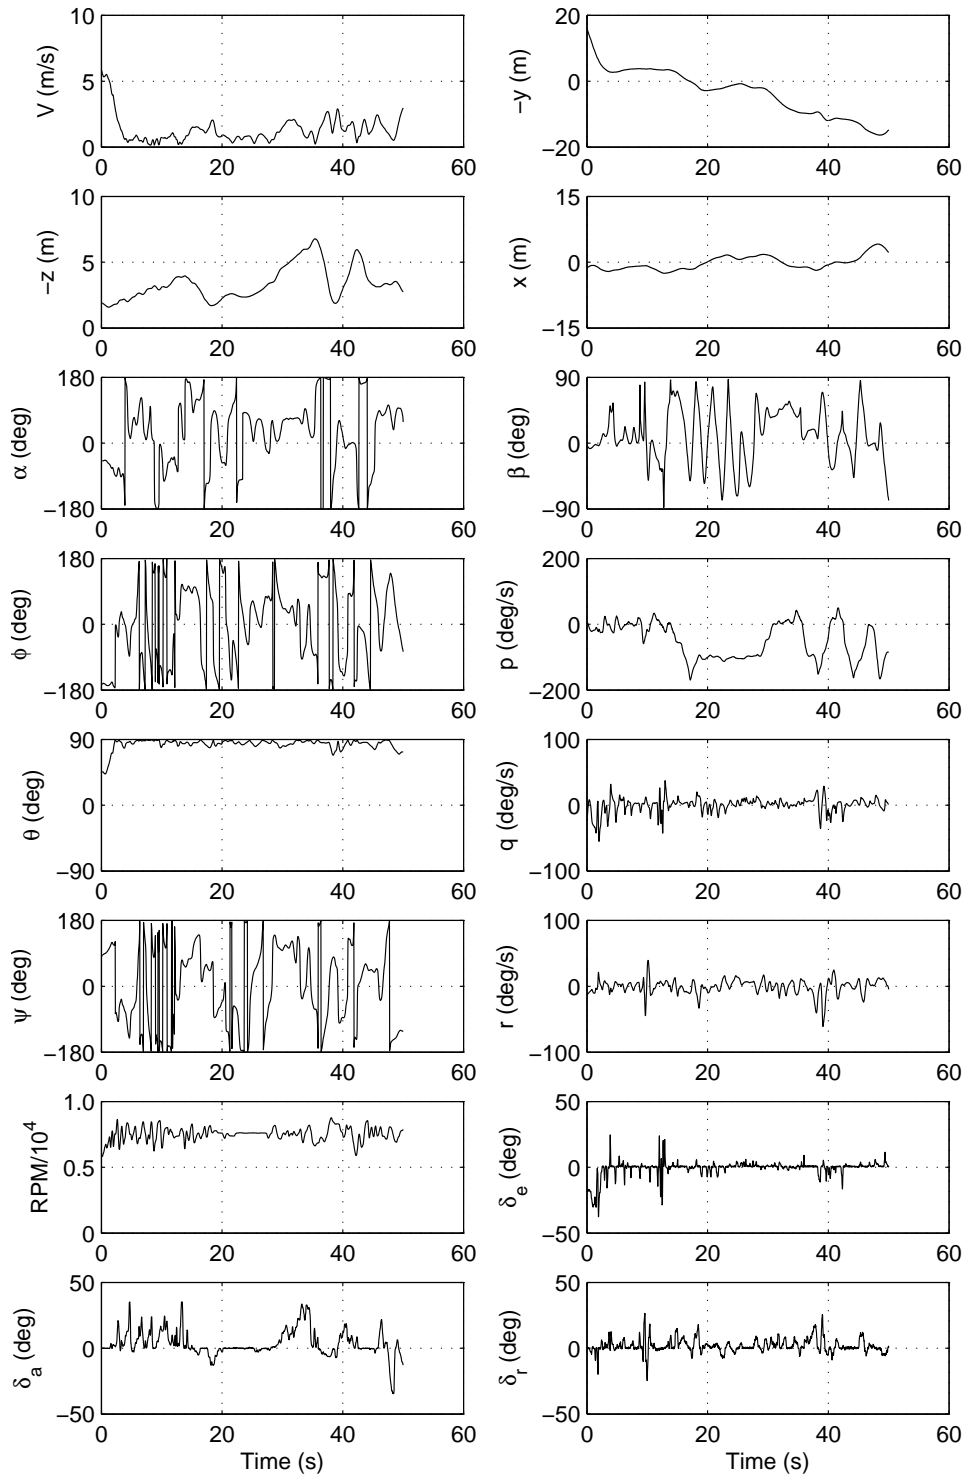 10
5
0
V (m/s)
0 20 40 60
20
0
−20
−y (m)
0 20 40 60
10
5
0
−z (m)
0 20 40 60
15
0
−15
x (m)
0 20 40 60
180
0
−180
α (deg)
0 20 40 60
90
0
−90
β (deg)
0 20 40 60
180
0
−180
ϕ (deg)
0 20 40 60
200
0
−200
p (deg/s)
0 20 40 60
90
0
−90
θ (deg)
0 20 40 60
100
0
−100
q (deg/s)
0 20 40 60
180
0
−180
ψ (deg)
0 20 40 60
100
0
−100
r (deg/s)
0 20 40 60
1.0
0.5
0
RPM/10⁴
0 20 40 60
50
0
−50
δe (deg)
0 20 40 60
50
0
−50
δa (deg)
0 20 40 60
Time (s)
50
0
−50
δr (deg)
0 20 40 60
Time (s)